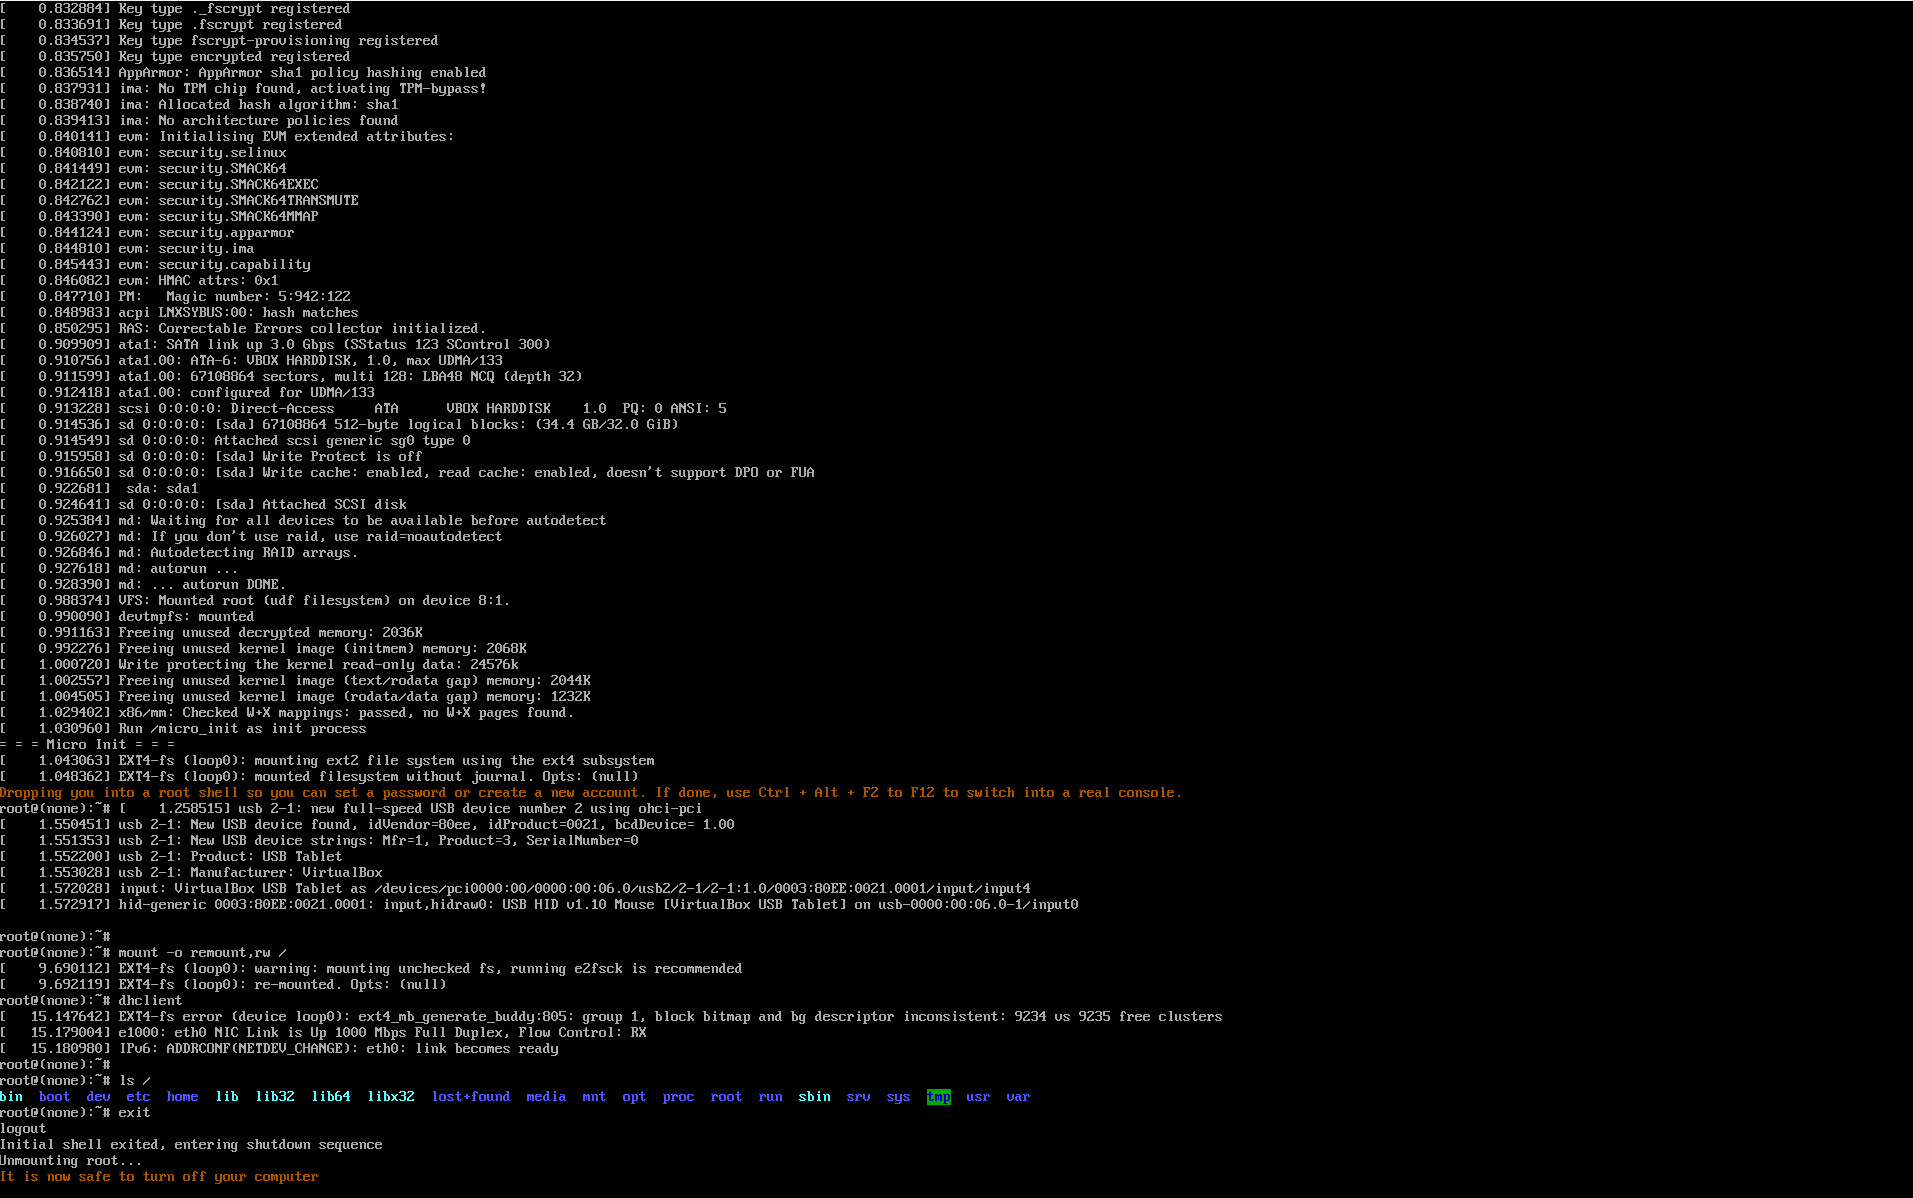 [    0.832884] Key type ._fscrypt registered
[    0.833691] Key type .fscrypt registered
[    0.834537] Key type fscrypt-provisioning registered
[    0.835750] Key type encrypted registered
[    0.836514] AppArmor: AppArmor sha1 policy hashing enabled
[    0.837931] ima: No TPM chip found, activating TPM-bypass!
[    0.838740] ima: Allocated hash algorithm: sha1
[    0.839413] ima: No architecture policies found
[    0.840141] evm: Initialising EVM extended attributes:
[    0.840810] evm: security.selinux
[    0.841449] evm: security.SMACK64
[    0.842122] evm: security.SMACK64EXEC
[    0.842762] evm: security.SMACK64TRANSMUTE
[    0.843390] evm: security.SMACK64MMAP
[    0.844124] evm: security.apparmor
[    0.844810] evm: security.ima
[    0.845443] evm: security.capability
[    0.846082] evm: HMAC attrs: 0x1
[    0.847710] PM:   Magic number: 5:942:122
[    0.848983] acpi LNXSYBUS:00: hash matches
[    0.850295] RAS: Correctable Errors collector initialized.
[    0.909909] ata1: SATA link up 3.0 Gbps (SStatus 123 SControl 300)
[    0.910756] ata1.00: ATA-6: VBOX HARDDISK, 1.0, max UDMA/133
[    0.911599] ata1.00: 67108864 sectors, multi 128: LBA48 NCQ (depth 32)
[    0.912418] ata1.00: configured for UDMA/133
[    0.913228] scsi 0:0:0:0: Direct-Access     ATA      VBOX HARDDISK    1.0  PQ: 0 ANSI: 5
[    0.914536] sd 0:0:0:0: [sda] 67108864 512-byte logical blocks: (34.4 GB/32.0 GiB)
[    0.914549] sd 0:0:0:0: Attached scsi generic sg0 type 0
[    0.915958] sd 0:0:0:0: [sda] Write Protect is off
[    0.916650] sd 0:0:0:0: [sda] Write cache: enabled, read cache: enabled, doesn't support DPO or FUA
[    0.922681]  sda: sda1
[    0.924641] sd 0:0:0:0: [sda] Attached SCSI disk
[    0.925384] md: Waiting for all devices to be available before autodetect
[    0.926027] md: If you don't use raid, use raid=noautodetect
[    0.926846] md: Autodetecting RAID arrays.
[    0.927618] md: autorun ...
[    0.928390] md: ... autorun DONE.
[    0.988374] VFS: Mounted root (udf filesystem) on device 8:1.
[    0.990090] devtmpfs: mounted
[    0.991163] Freeing unused decrypted memory: 2036K
[    0.992276] Freeing unused kernel image (initmem) memory: 2068K
[    1.000720] Write protecting the kernel read-only data: 24576k
[    1.002557] Freeing unused kernel image (text/rodata gap) memory: 2044K
[    1.004505] Freeing unused kernel image (rodata/data gap) memory: 1232K
[    1.029402] x86/mm: Checked W+X mappings: passed, no W+X pages found.
[    1.030960] Run /micro_init as init process
= = = Micro Init = = =
[    1.043063] EXT4-fs (loop0): mounting ext2 file system using the ext4 subsystem
[    1.048362] EXT4-fs (loop0): mounted filesystem without journal. Opts: (null)
Dropping you into a root shell so you can set a password or create a new account. If done, use Ctrl + Alt + F2 to F12 to switch into a real console.
root@(none):~# [    1.258515] usb 2-1: new full-speed USB device number 2 using ohci-pci
[    1.550451] usb 2-1: New USB device found, idVendor=80ee, idProduct=0021, bcdDevice= 1.00
[    1.551353] usb 2-1: New USB device strings: Mfr=1, Product=3, SerialNumber=0
[    1.552200] usb 2-1: Product: USB Tablet
[    1.553028] usb 2-1: Manufacturer: VirtualBox
[    1.572028] input: VirtualBox USB Tablet as /devices/pci0000:00/0000:00:06.0/usb2/2-1/2-1:1.0/0003:80EE:0021.0001/input/input4
[    1.572917] hid-generic 0003:80EE:0021.0001: input,hidraw0: USB HID v1.10 Mouse [VirtualBox USB Tablet] on usb-0000:00:06.0-1/input0
root@(none):~#
root@(none):~# mount -o remount,rw /
[    9.690112] EXT4-fs (loop0): warning: mounting unchecked fs, running e2fsck is recommended
[    9.692119] EXT4-fs (loop0): re-mounted. Opts: (null)
root@(none):~# dhclient
[   15.147642] EXT4-fs error (device loop0): ext4_mb_generate_buddy:805: group 1, block bitmap and bg descriptor inconsistent: 9234 vs 9235 free clusters
[   15.179004] e1000: eth0 NIC Link is Up 1000 Mbps Full Duplex, Flow Control: RX
[   15.180980] IPv6: ADDRCONF(NETDEV_CHANGE): eth0: link becomes ready
root@(none):~#
root@(none):~# ls /
bin  boot  dev  etc  home  lib  lib32  lib64  libx32  lost+found  media  mnt  opt  proc  root  run  sbin  srv  sys  tmp  usr  var
root@(none):~# exit
logout
Initial shell exited, entering shutdown sequence
Unmounting root...
It is now safe to turn off your computer